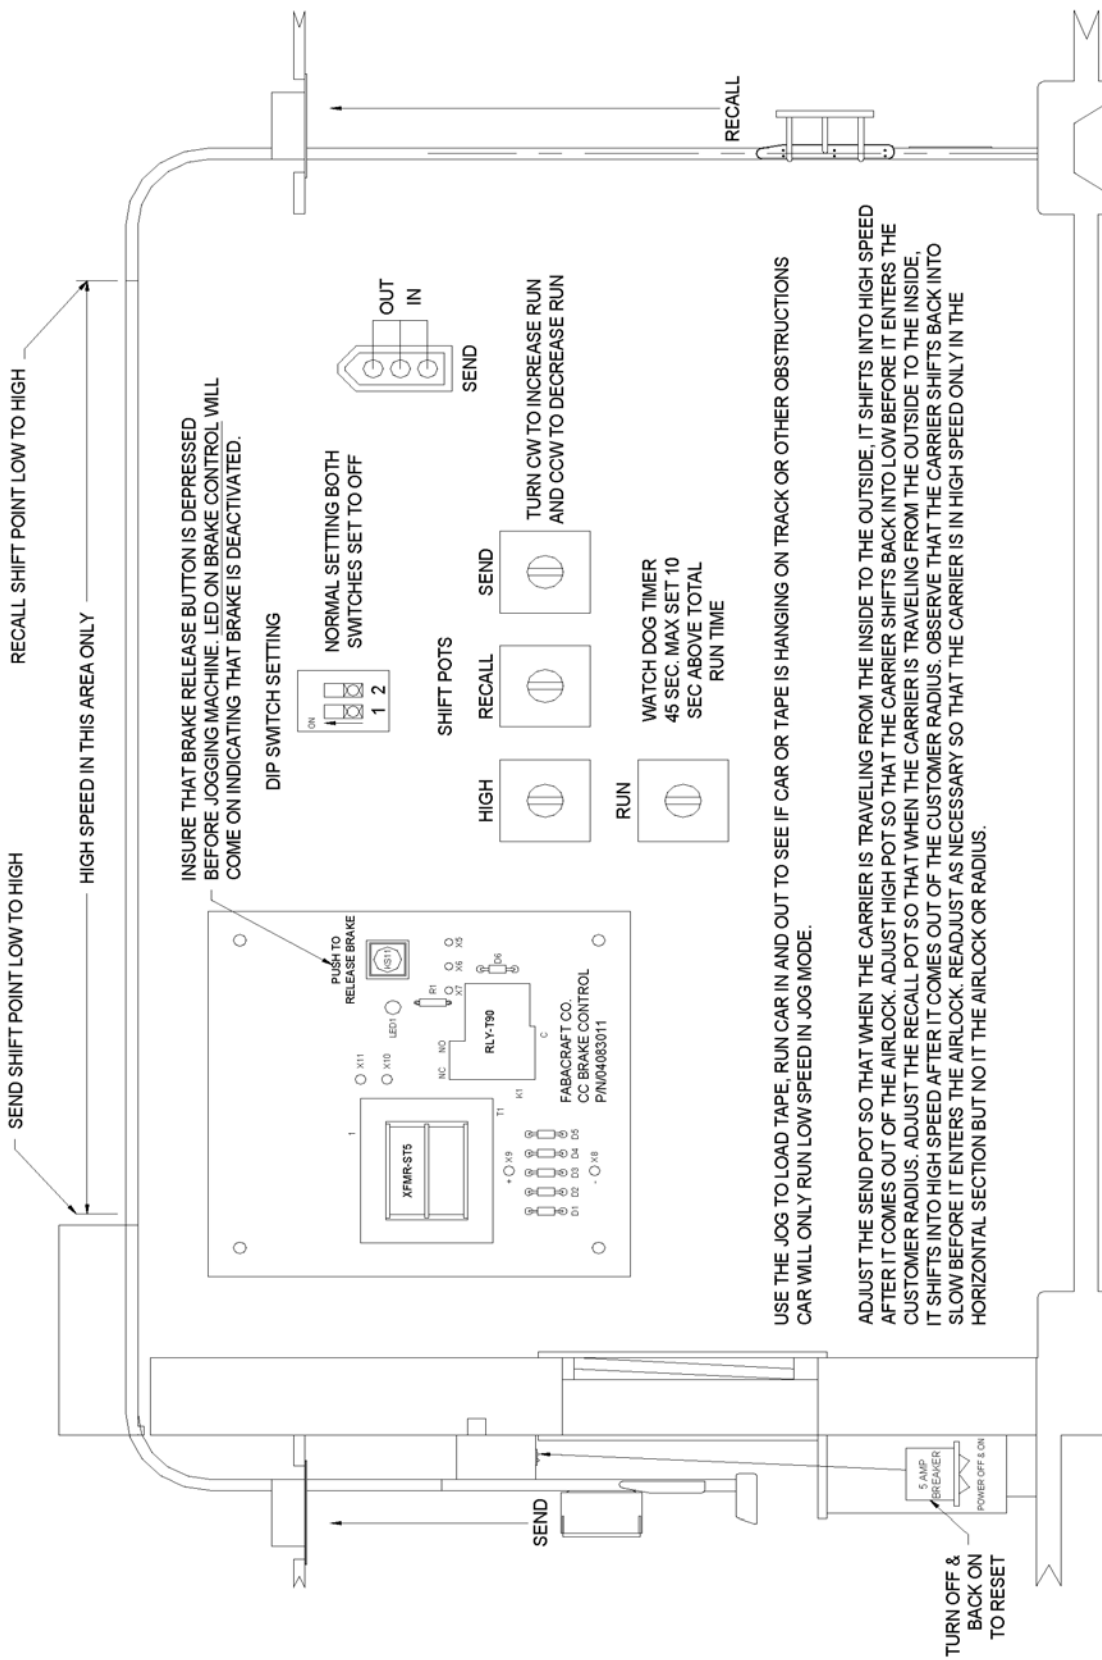 SEND SHIFT POINT LOW TO HIGH
RECALL SHIFT POINT LOW TO HIGH
HIGH SPEED IN THIS AREA ONLY
INSURE THAT BRAKE RELEASE BUTTON IS DEPRESSED
BEFORE JOGGING MACHINE. LED ON BRAKE CONTROL WILL
COME ON INDICATING THAT BRAKE IS DEACTIVATED.
PUSH TO
RELEASE BRAKE
KS11
LED1
X11
X10
R1
X7
X6
X5
D6
NC
NO
RLY-T90
C
K1
1
XFMR-ST5
T1
+
X9
D1
D2
D3
D4
D5
-
X8
FABACRAFT CO.
CC BRAKE CONTROL
P/N/04083011
DIP SWITCH SETTING
ON
1 2
NORMAL SETTING BOTH
SWITCHES SET TO OFF
OUT
IN
SEND
SHIFT POTS
HIGH
RECALL
SEND
TURN CW TO INCREASE RUN
AND CCW TO DECREASE RUN
RUN
WATCH DOG TIMER
45 SEC. MAX SET 10
SEC ABOVE TOTAL
RUN TIME
SEND
RECALL
USE THE JOG TO LOAD TAPE, RUN CAR IN AND OUT TO SEE IF CAR OR TAPE IS HANGING ON TRACK OR OTHER OBSTRUCTIONS
CAR WILL ONLY RUN LOW SPEED IN JOG MODE.
ADJUST THE SEND POT SO THAT WHEN THE CARRIER IS TRAVELING FROM THE INSIDE TO THE OUTSIDE, IT SHIFTS INTO HIGH SPEED
AFTER IT COMES OUT OF THE AIRLOCK. ADJUST HIGH POT SO THAT THE CARRIER SHIFTS BACK INTO LOW BEFORE IT ENTERS THE
CUSTOMER RADIUS. ADJUST THE RECALL POT SO THAT WHEN THE CARRIER IS TRAVELING FROM THE OUTSIDE TO THE INSIDE,
IT SHIFTS INTO HIGH SPEED AFTER IT COMES OUT OF THE CUSTOMER RADIUS. OBSERVE THAT THE CARRIER SHIFTS BACK INTO
SLOW BEFORE IT ENTERS THE AIRLOCK. READJUST AS NECESSARY SO THAT THE CARRIER IS IN HIGH SPEED ONLY IN THE
HORIZONTAL SECTION BUT NO IT THE AIRLOCK OR RADIUS.
5 AMP
BREAKER
POWER OFF & ON
TURN OFF &
BACK ON
TO RESET